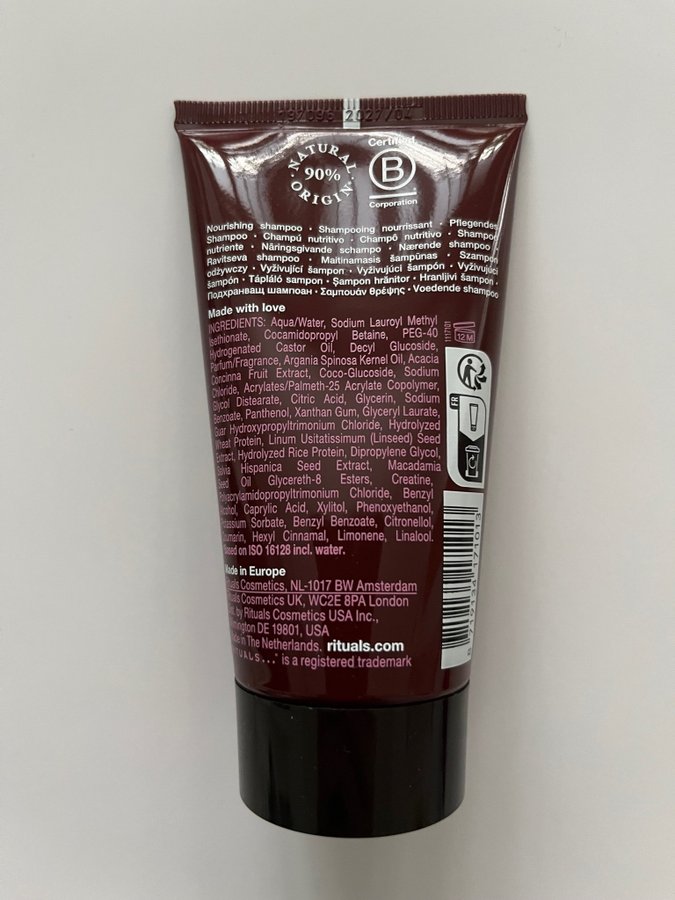 2027/04
NATURAL
90%
ORIGIN
Certified
B
Corporation
Nourishing shampoo · Shampooing nourrissant · Pflegendes
Shampoo · Champú nutritivo · Champô nutritivo · Shampoo
nutriente · Näringsgivande schampo · Nærende shampoo
Ravitseva shampoo · Maitinamasis šampūnas · Szampon
odżywczy · Vyživující šampon · Vyživujúci šampón · Vyživujúci
šampón · Tápláló sampon · Șampon hrănitor · Hranljivi šampon ·
Подхранващ шампоан · Σαμπουάν θρέψης · Voedende shampoo
Made with love
INGREDIENTS: Aqua/Water, Sodium Lauroyl Methyl
Isethionate, Cocamidopropyl Betaine, PEG-40
Hydrogenated Castor Oil, Decyl Glucoside,
Parfum/Fragrance, Argania Spinosa Kernel Oil, Acacia
Concinna Fruit Extract, Coco-Glucoside, Sodium
Chloride, Acrylates/Palmeth-25 Acrylate Copolymer,
Glycol Distearate, Citric Acid, Glycerin, Sodium
Benzoate, Panthenol, Xanthan Gum, Glyceryl Laurate,
Guar Hydroxypropyltrimonium Chloride, Hydrolyzed
Wheat Protein, Linum Usitatissimum (Linseed) Seed
Extract, Hydrolyzed Rice Protein, Dipropylene Glycol,
Salvia Hispanica Seed Extract, Macadamia
Seed Oil Glycereth-8 Esters, Creatine,
Polyacrylamidopropyltrimonium Chloride, Benzyl
Alcohol, Caprylic Acid, Xylitol, Phenoxyethanol,
Potassium Sorbate, Benzyl Benzoate, Citronellol,
Coumarin, Hexyl Cinnamal, Limonene, Linalool.
Based on ISO 16128 incl. water.
Made in Europe
Rituals Cosmetics, NL-1017 BW Amsterdam
Rituals Cosmetics UK, WC2E 8PA London
by Rituals Cosmetics USA Inc.,
DE 19801, USA
Made in The Netherlands. rituals.com
RITUALS..." is a registered trademark
1117101
12 M
FR
8 719134 171013